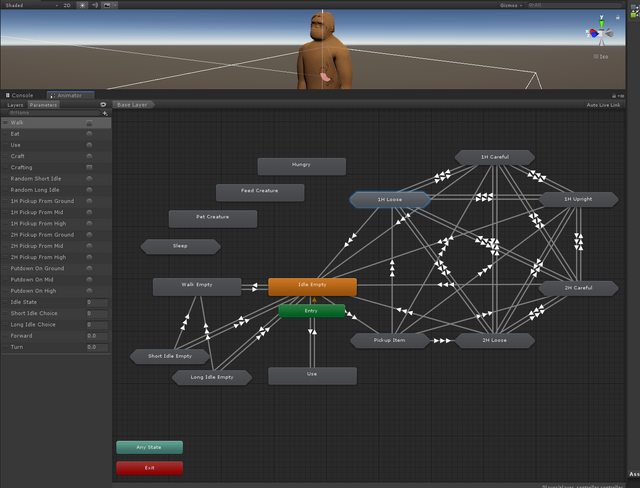 Shaded
2D
Gizmos
Iso
Console
Animator
Layers
Parameters
Base Layer
Auto Live Link
Name
Walk
Eat
Use
Craft
Crafting
Random Short Idle
Random Long Idle
1H Pickup From Ground
1H Pickup From Mid
1H Pickup From High
2H Pickup From Ground
2H Pickup From Mid
2H Pickup From High
Putdown On Ground
Putdown On Mid
Putdown On High
Idle State 0
Short Idle Choice 0
Long Idle Choice 0
Forward 0.0
Turn 0.0
Hungry
Feed Creature
Pet Creature
Sleep
Walk Empty
Idle Empty
Entry
Short Idle Empty
Long Idle Empty
Use
1H Careful
1H Loose
1H Upright
2H Careful
Pickup Item
2H Loose
Any State
Exit